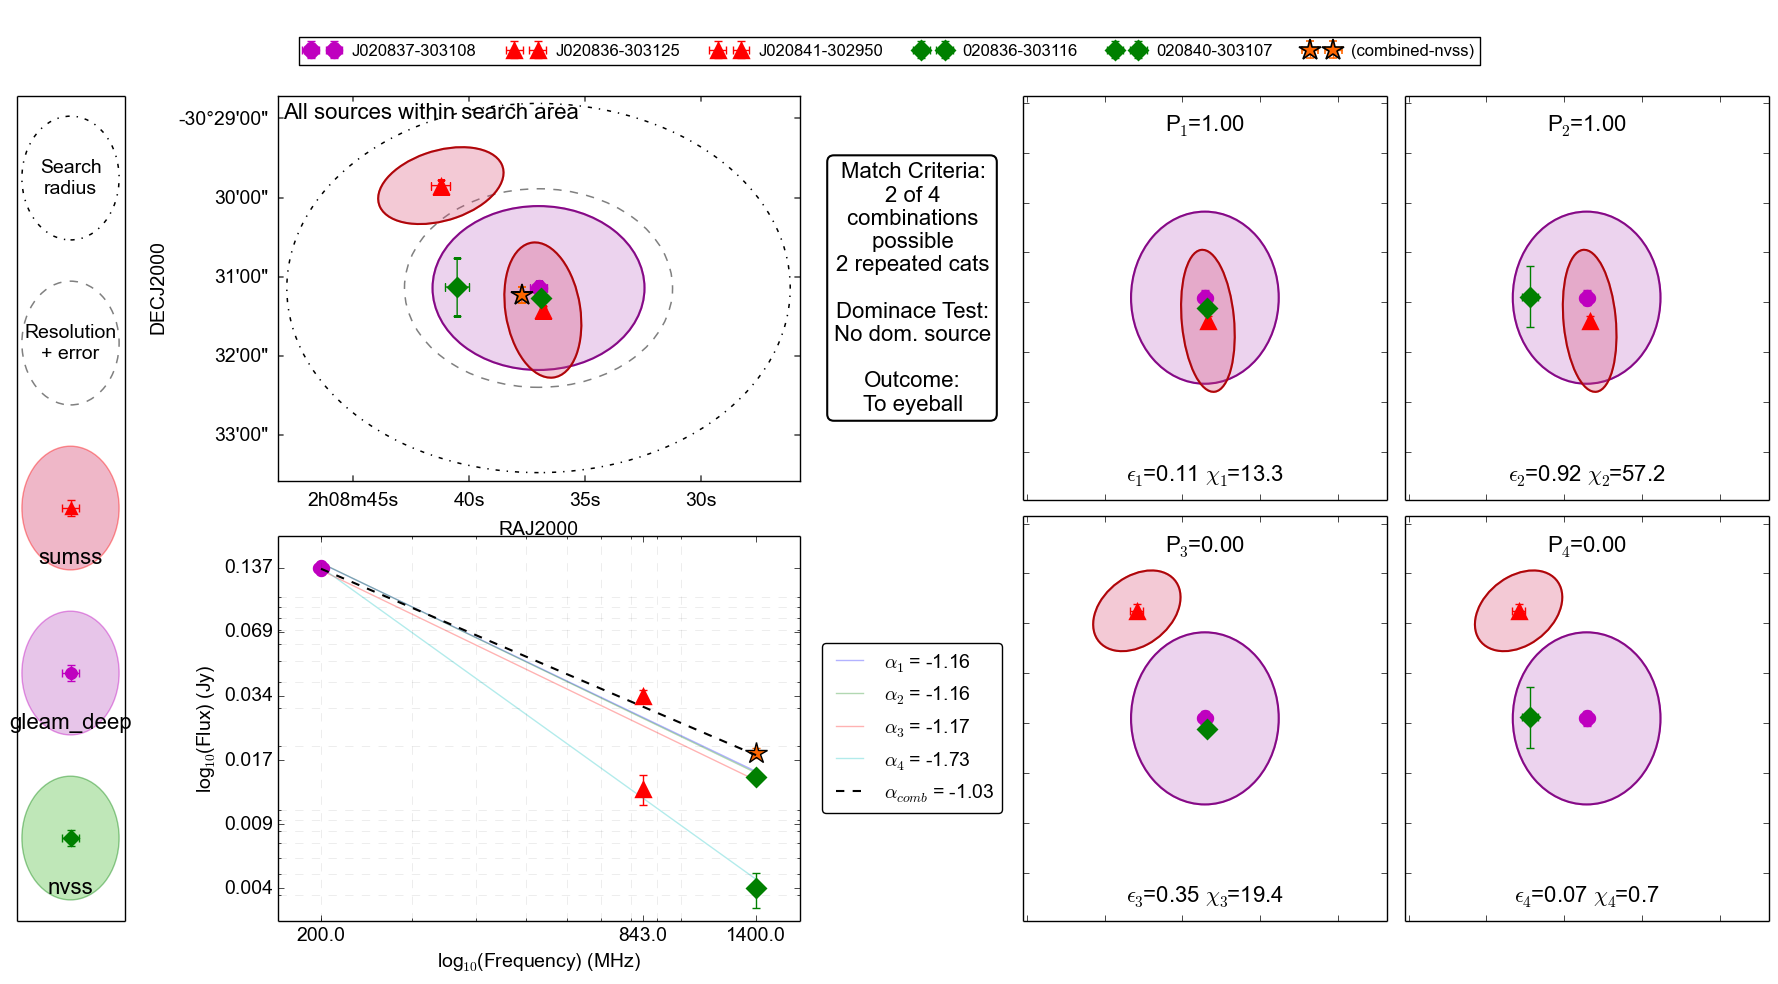 J020837-303108 J020836-303125 J020841-302950 020836-303116 020840-303107 (combined-nvss)
Search
radius
Resolution
+ error
sumss
gleam_deep
nvss
All sources within search area
-30°29'00"
30'00"
31'00"
32'00"
33'00"
DECJ2000
2h08m45s 40s 35s 30s
RAJ2000
Match Criteria:
2 of 4
combinations
possible
2 repeated cats
Dominace Test:
No dom. source
Outcome:
To eyeball
P1=1.00
ϵ1=0.11 χ1=13.3
P2=1.00
ϵ2=0.92 χ2=57.2
P3=0.00
ϵ3=0.35 χ3=19.4
P4=0.00
ϵ4=0.07 χ4=0.7
0.137
0.069
0.034
0.017
0.009
0.004
log10(Flux) (Jy)
200.0 843.0 1400.0
log10(Frequency) (MHz)
α1 = -1.16
α2 = -1.16
α3 = -1.17
α4 = -1.73
αcomb = -1.03